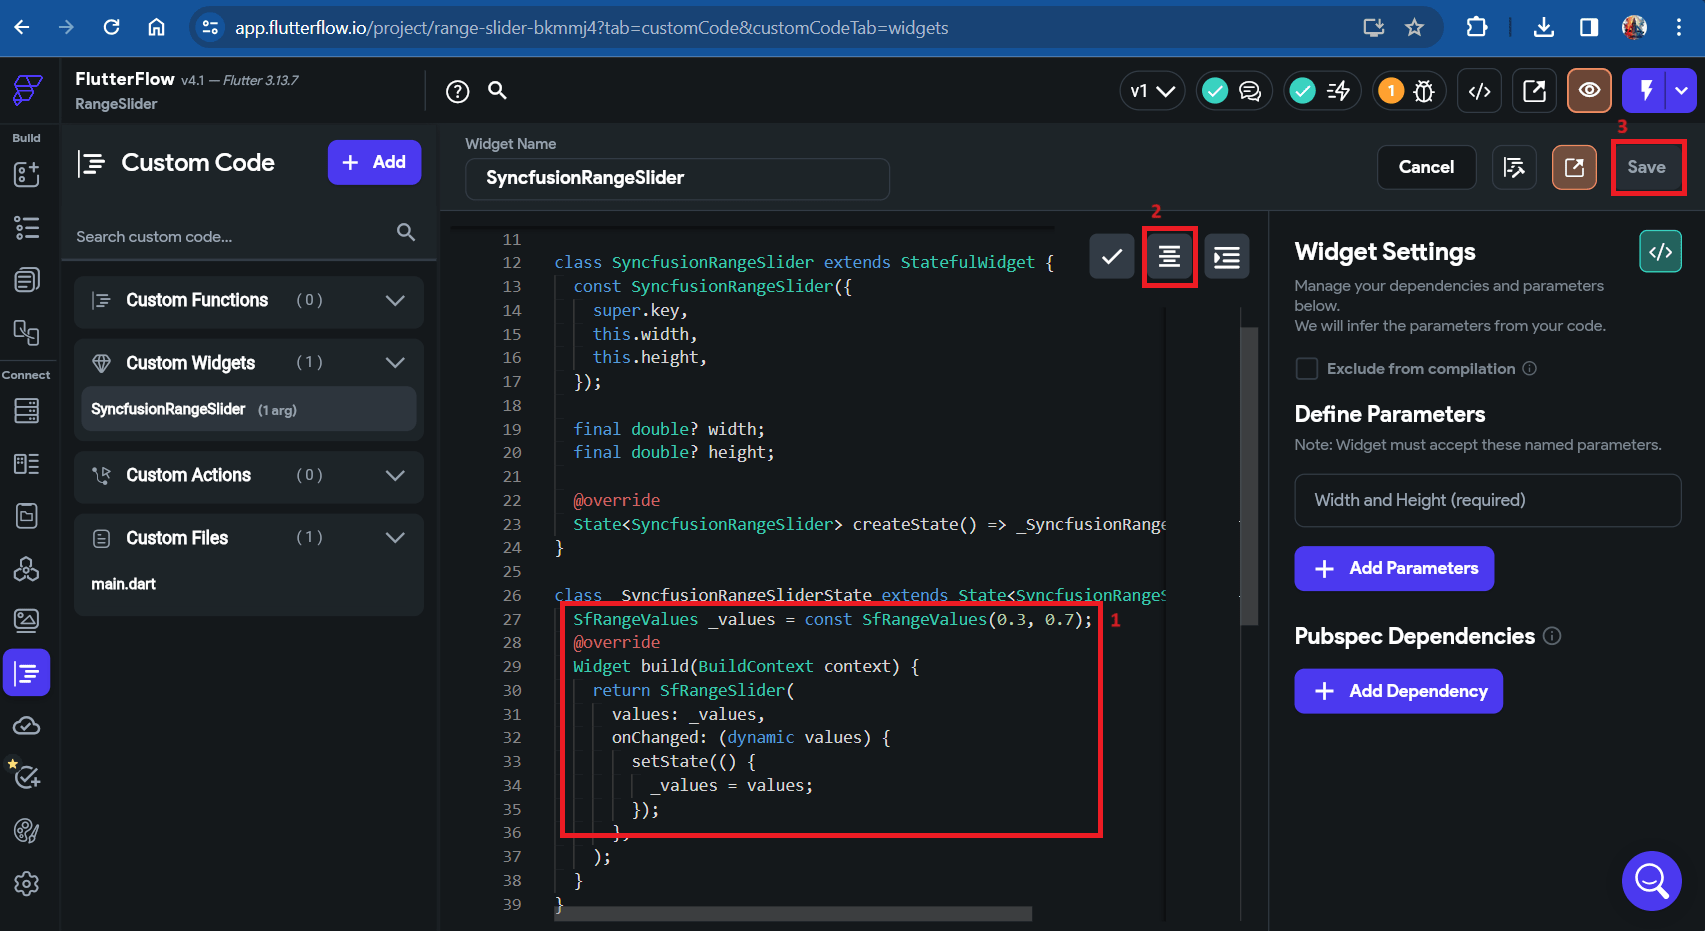 app.flutterflow.io/project/range-slider-bkmmj4?tab=customCode&customCodeTab=widgets
FlutterFlow v4.1 — Flutter 3.13.7
RangeSlider
v1
1
3
Build
Connect
Custom Code
+ Add
Search custom code...
Custom Functions (0)
Custom Widgets (1)
SyncfusionRangeSlider (1 arg)
Custom Actions (0)
Custom Files (1)
main.dart
Widget Name
SyncfusionRangeSlider
Cancel
Save
2
11
12 class SyncfusionRangeSlider extends StatefulWidget {
13 const SyncfusionRangeSlider({
14 super.key,
15 this.width,
16 this.height,
17 });
18
19 final double? width;
20 final double? height;
21
22 @override
23 State<SyncfusionRangeSlider> createState() => _SyncfusionRange
24 }
25
26 class _SyncfusionRangeSliderState extends State<SyncfusionRangeS
27 SfRangeValues _values = const SfRangeValues(0.3, 0.7);
1
28 @override
29 Widget build(BuildContext context) {
30 return SfRangeSlider(
31 values: _values,
32 onChanged: (dynamic values) {
33 setState(() {
34 _values = values;
35 });
36 },
37 );
38 }
39 }
Widget Settings
Manage your dependencies and parameters
below.
We will infer the parameters from your code.
Exclude from compilation
Define Parameters
Note: Widget must accept these named parameters.
Width and Height (required)
+ Add Parameters
Pubspec Dependencies
+ Add Dependency